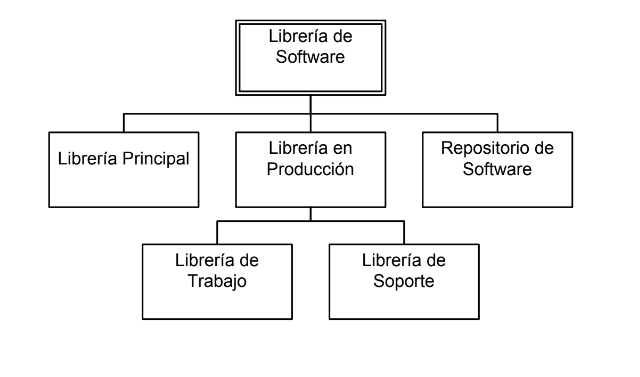 Librería de
Software
Librería Principal
Librería en
Producción
Repositorio de
Software
Librería de
Trabajo
Librería de
Soporte